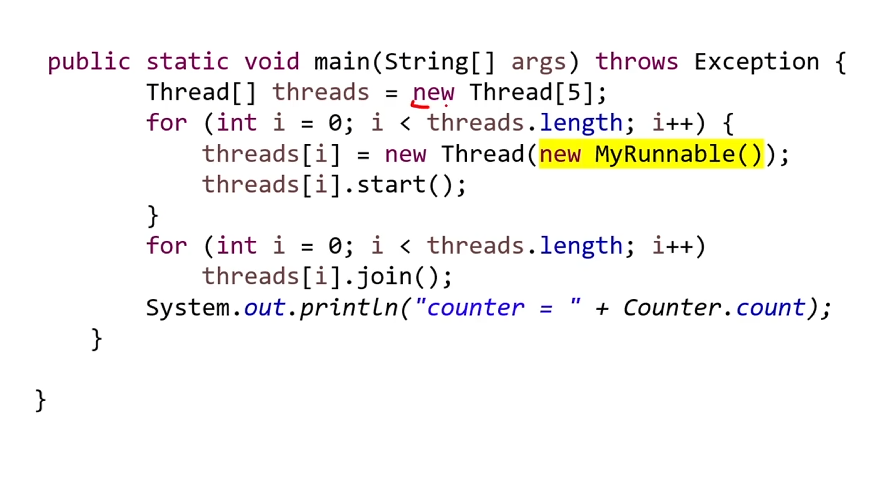 public static void main(String[] args) throws Exception {
Thread[] threads = new Thread[5];
for (int i = 0; i < threads.length; i++) {
threads[i] = new Thread(new MyRunnable());
threads[i].start();
}
for (int i = 0; i < threads.length; i++)
threads[i].join();
System.out.println("counter = " + Counter.count);
}
}